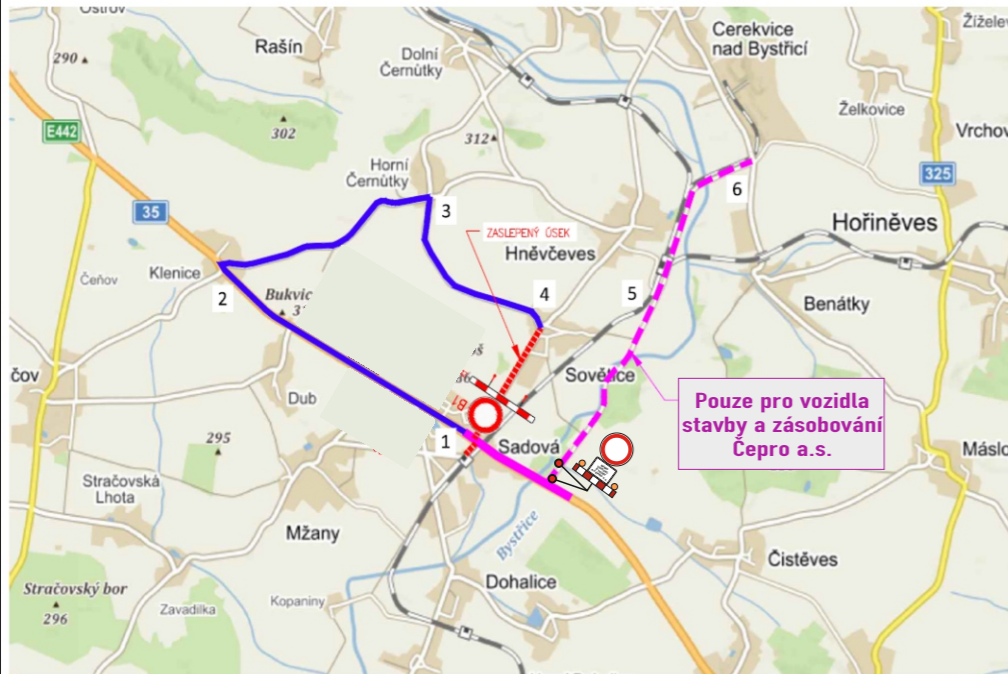 Rašín
290
E442
302
Dolní
Černůtky
312
Horní
Černůtky
35
Klenice
Čeňov
2
Bukvic
3
ZASLEPENÝ ÚSEK
Hněvčeves
4
5
6
Cerekvice
nad Bystřicí
Želkovice
Vrchov
325
Hořiněves
Benátky
čov
Dub
295
Stračovská
Lhota
36
B1
1
Sadová
Sovětice
Pouze pro vozidla
stavby a zásobování
Čepro a.s.
Máslo
Mžany
Bystřice
Čistěves
Dohalice
Stračovský bor
296
Zavadilka
Kopaniny